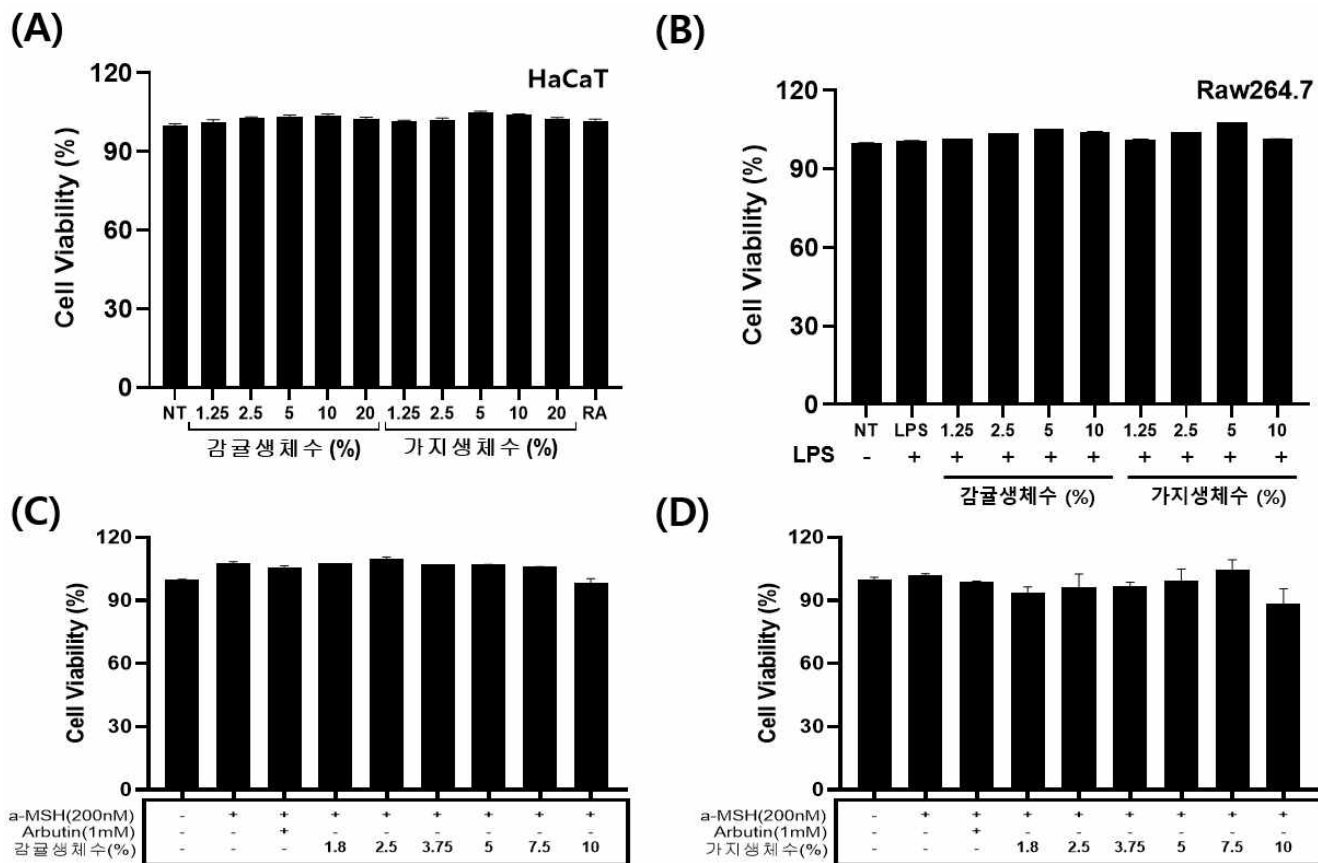 (A)
HaCaT
Cell Viability (%)
120
90
60
30
0
NT 1.25 2.5 5 10 20 1.25 2.5 5 10 20 RA
감귤생체수 (%) 가지생체수 (%)
(B)
Raw264.7
Cell Viability (%)
120
90
60
30
0
NT LPS 1.25 2.5 5 10 1.25 2.5 5 10
LPS - + + + + + + + + +
감귤생체수 (%) 가지생체수 (%)
(C)
Cell Viability (%)
120
90
60
30
0
a-MSH(200nM) - + + + + + + + +
Arbutin(1mM) - - + - - - - - -
감귤생체수(%) - - - 1.8 2.5 3.75 5 7.5 10
(D)
Cell Viability (%)
120
90
60
30
0
a-MSH(200nM) - + + + + + + + +
Arbutin(1mM) - - + - - - - - -
가지생체수(%) - - - 1.8 2.5 3.75 5 7.5 10